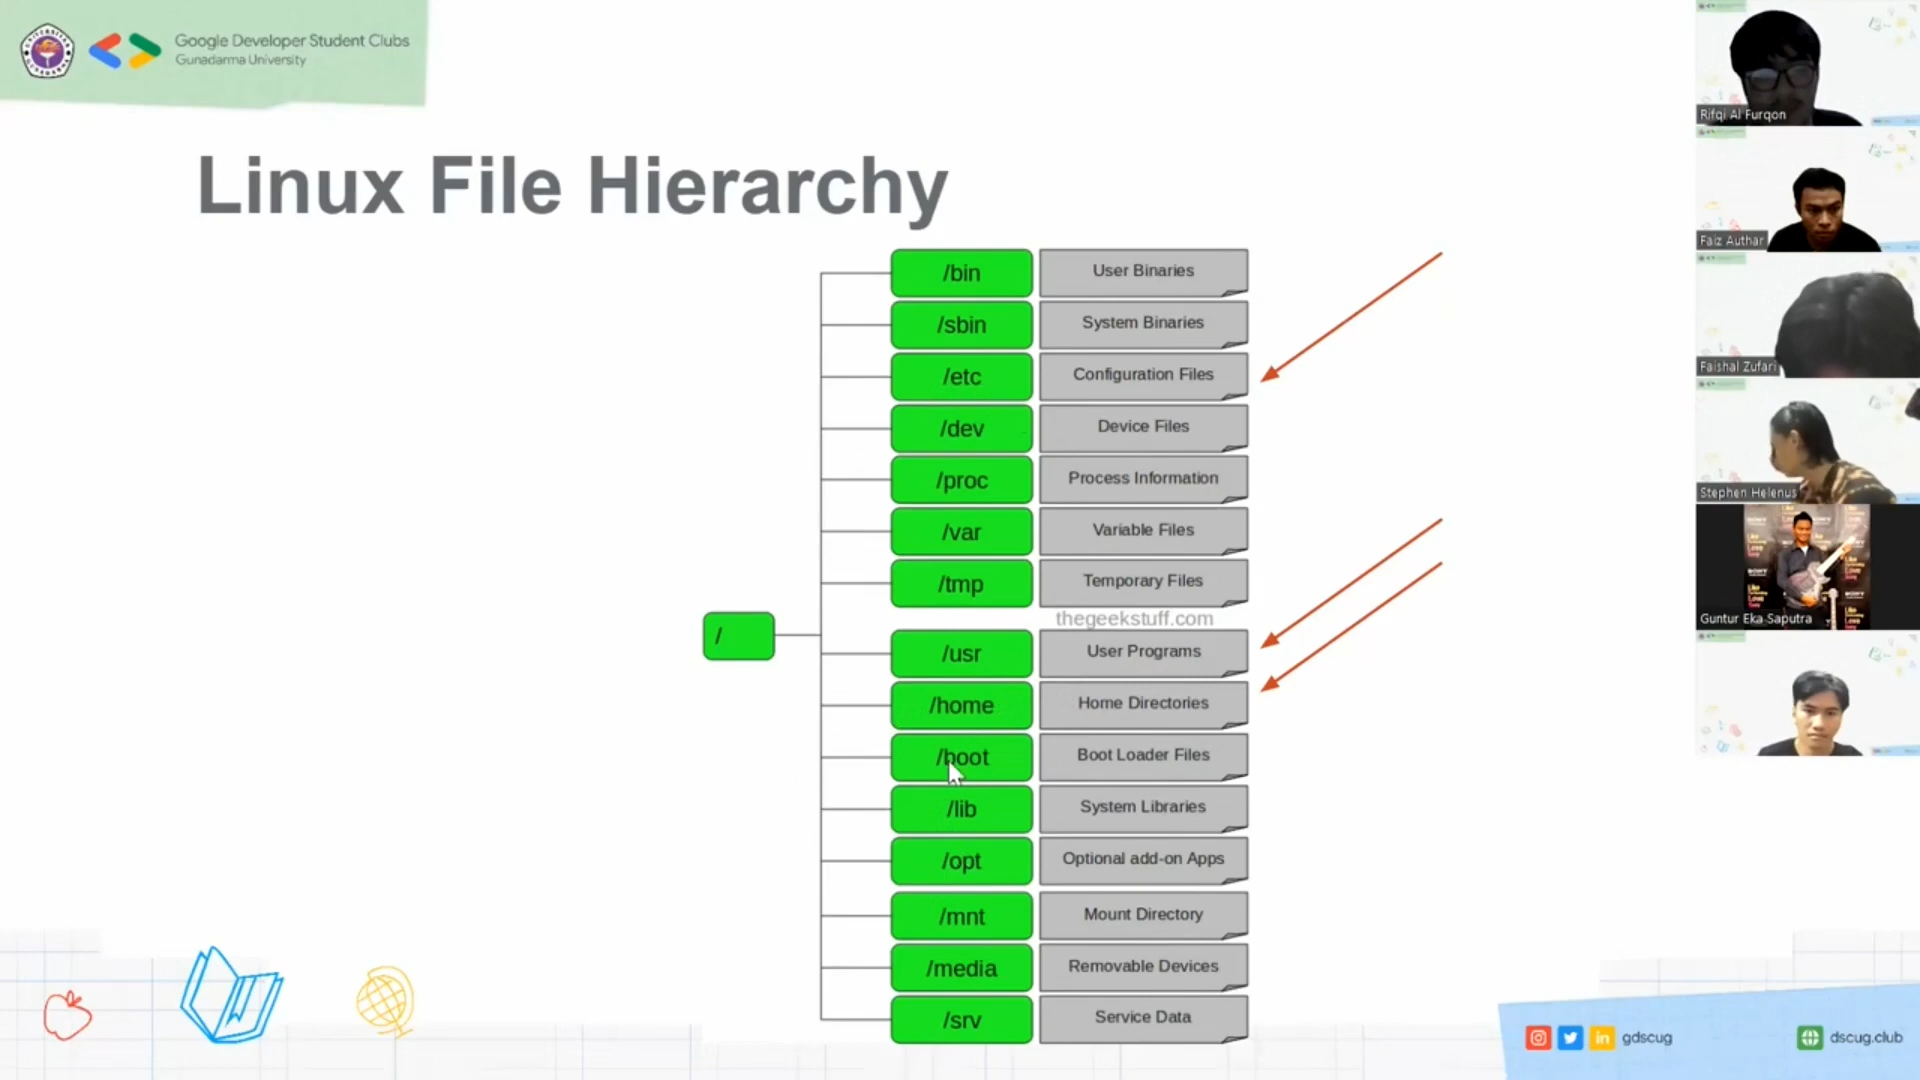 Google Developer Student Clubs
Gunadarma University
Linux File Hierarchy
/
/bin User Binaries
/sbin System Binaries
/etc Configuration Files
/dev Device Files
/proc Process Information
/var Variable Files
/tmp Temporary Files
thegeekstuff.com
/usr User Programs
/home Home Directories
/boot Boot Loader Files
/lib System Libraries
/opt Optional add-on Apps
/mnt Mount Directory
/media Removable Devices
/srv Service Data
gdscug
dscug.club
Rifqi Al Furqon
Faiz Authar
Faishal Zufari
Stephen Helenus
Guntur Eka Saputra